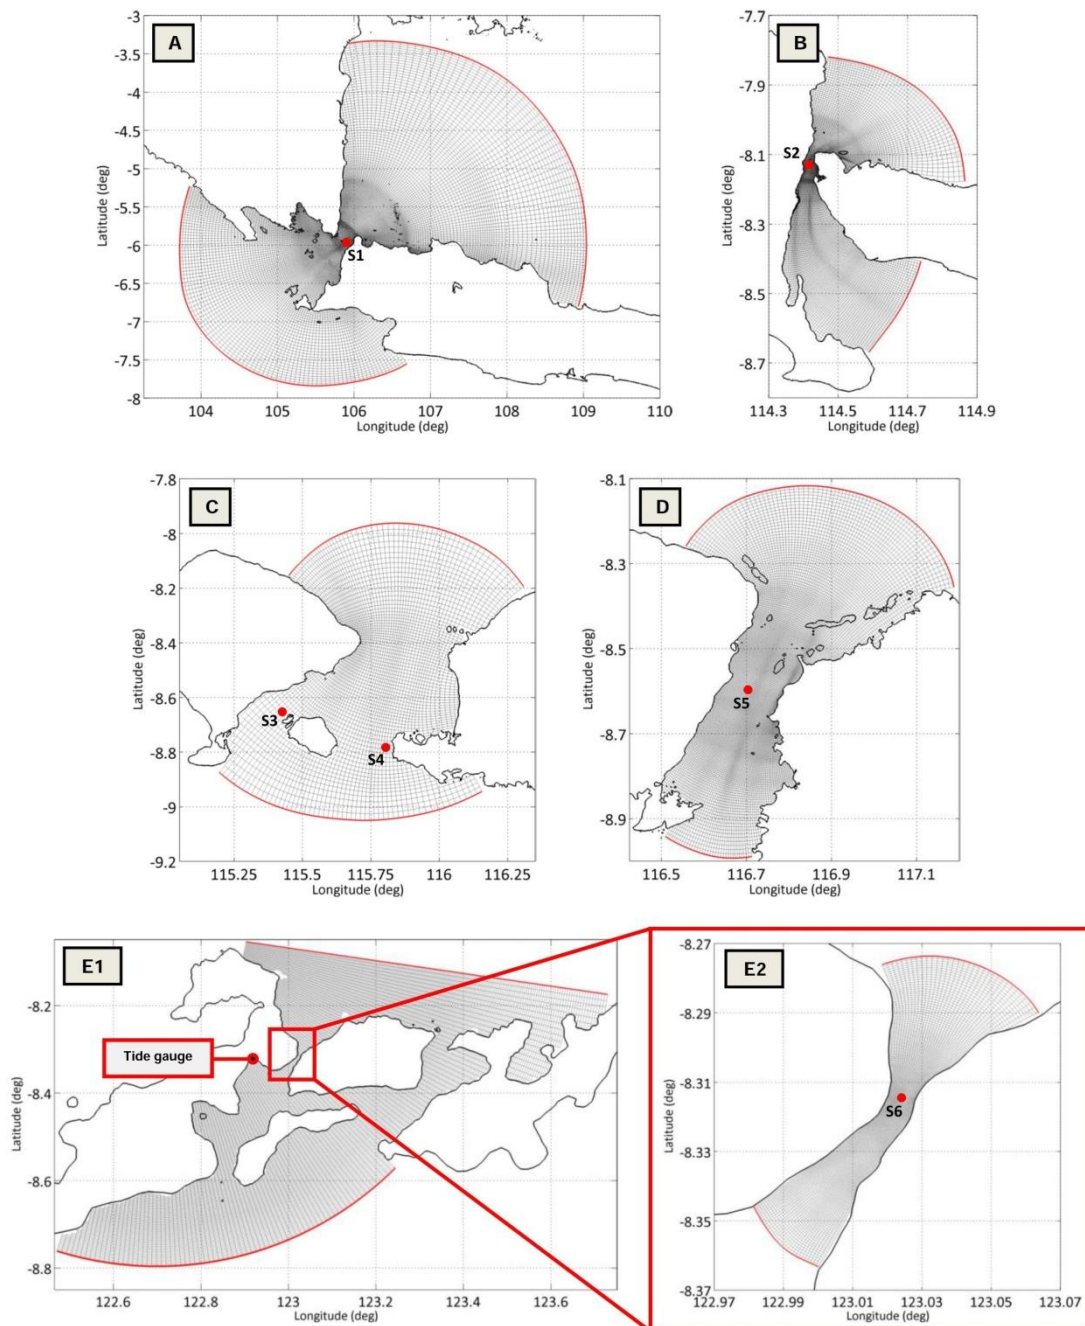 A
-3
-3.5
-4
-4.5
-5
-5.5
-6
-6.5
-7
-7.5
-8
Latitude (deg)
S1
104 105 106 107 108 109 110
Longitude (deg)
B
-7.7
-7.9
-8.1
-8.3
-8.5
-8.7
Latitude (deg)
S2
114.3 114.5 114.7 114.9
Longitude (deg)
C
-7.8
-8
-8.2
-8.4
-8.6
-8.8
-9
-9.2
Latitude (deg)
S3
S4
115.25 115.5 115.75 116 116.25
Longitude (deg)
D
-8.1
-8.3
-8.5
-8.7
-8.9
Latitude (deg)
S5
116.5 116.7 116.9 117.1
Longitude (deg)
E1
-8.2
-8.4
-8.6
-8.8
Latitude (deg)
Tide gauge
122.6 122.8 123 123.2 123.4 123.6
Longitude (deg)
E2
-8.27
-8.29
-8.31
-8.33
-8.35
-8.37
Latitude (deg)
S6
122.97 122.99 123.01 123.03 123.05 123.07
Longitude (deg)